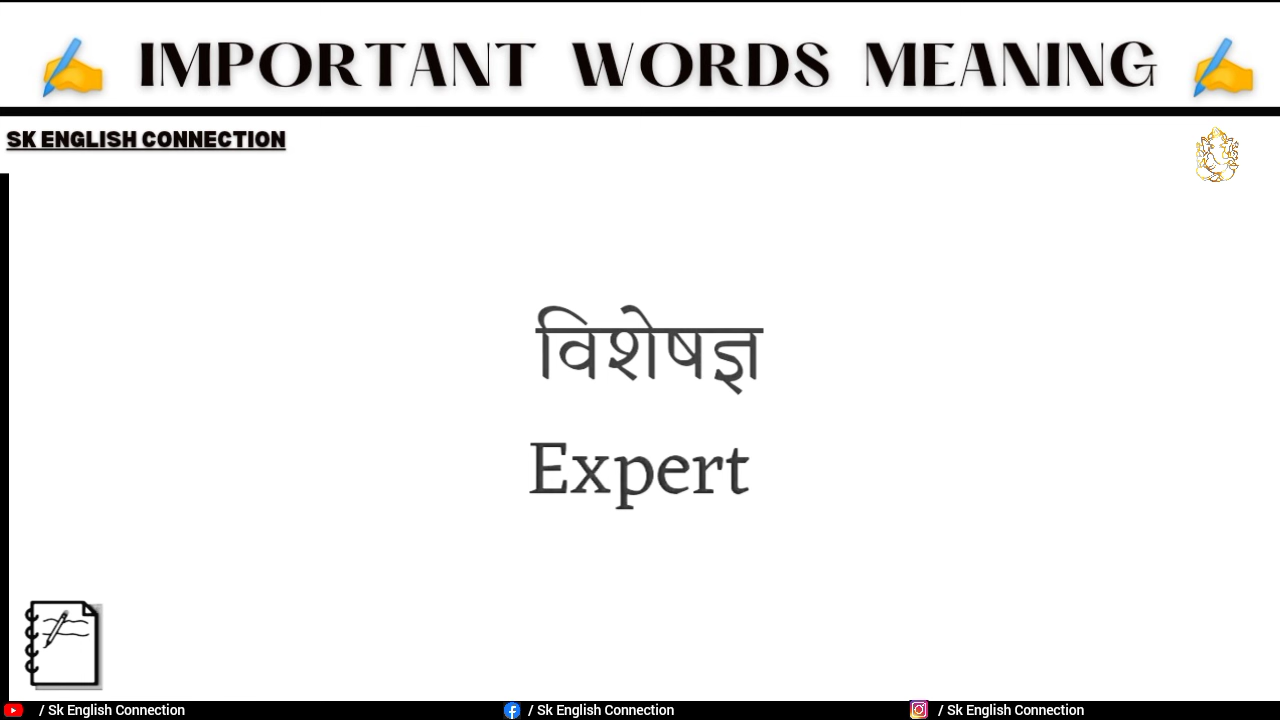 IMPORTANT WORDS MEANING
SK ENGLISH CONNECTION
विशेषज्ञ
Expert
/ Sk English Connection
/ Sk English Connection
/ Sk English Connection